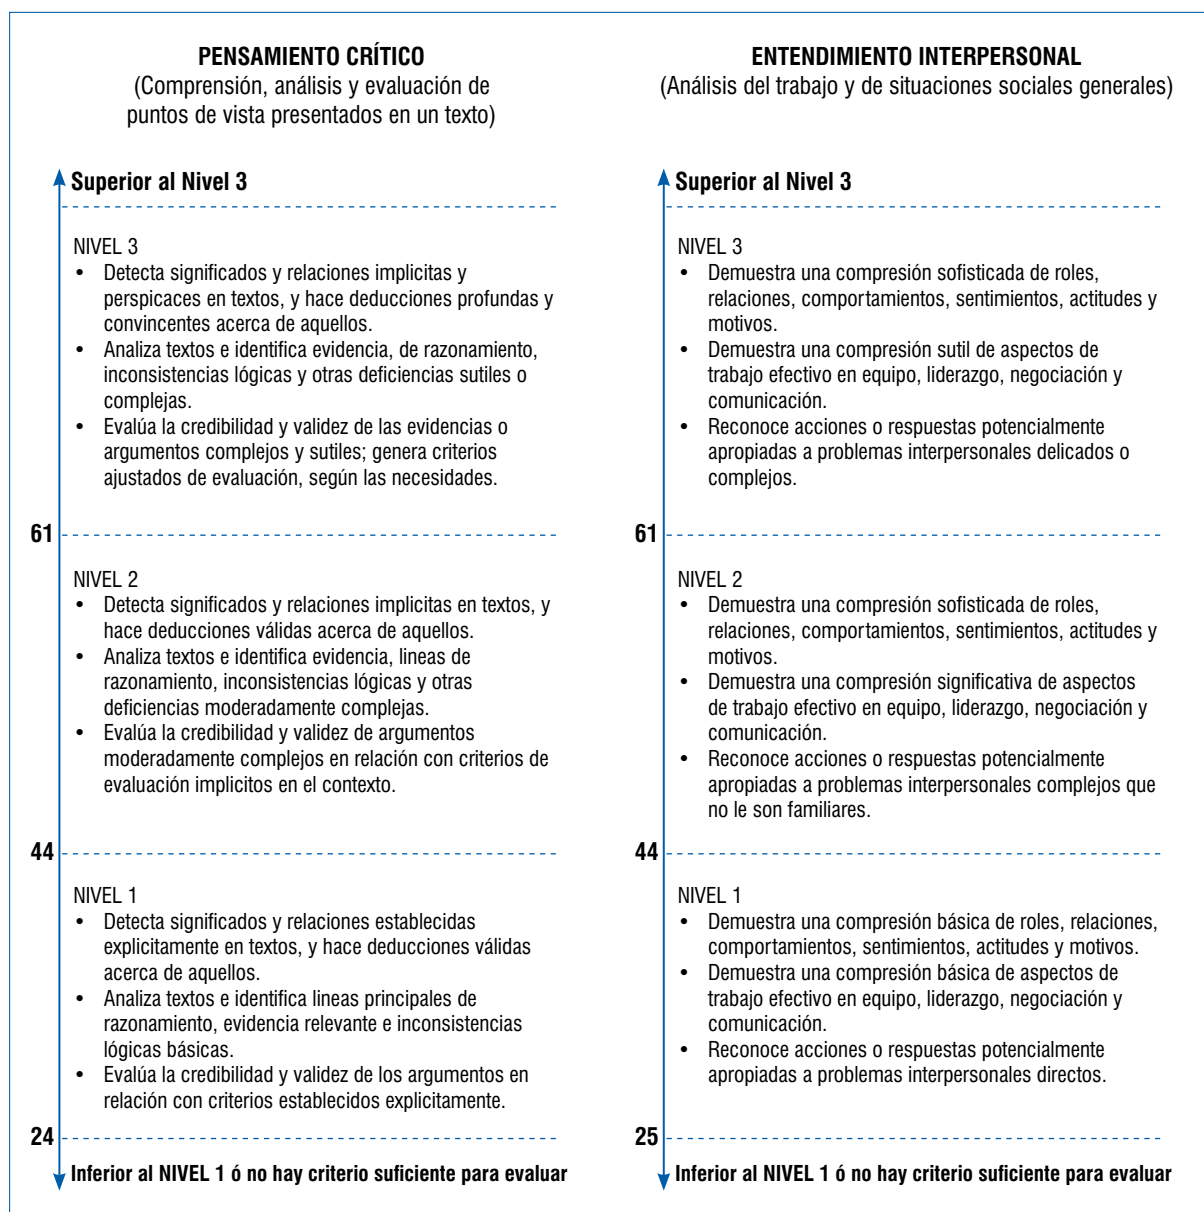 PENSAMIENTO CRÍTICO
(Comprensión, análisis y evaluación de
puntos de vista presentados en un texto)
Superior al Nivel 3
NIVEL 3
• Detecta significados y relaciones implicitas y
perspicaces en textos, y hace deducciones profundas y
convincentes acerca de aquellos.
• Analiza textos e identifica evidencia, de razonamiento,
inconsistencias lógicas y otras deficiencias sutiles o
complejas.
• Evalúa la credibilidad y validez de las evidencias o
argumentos complejos y sutiles; genera criterios
ajustados de evaluación, según las necesidades.
61
NIVEL 2
• Detecta significados y relaciones implicitas en textos, y
hace deducciones válidas acerca de aquellos.
• Analiza textos e identifica evidencia, lineas de
razonamiento, inconsistencias lógicas y otras
deficiencias moderadamente complejas.
• Evalúa la credibilidad y validez de argumentos
moderadamente complejos en relación con criterios de
evaluación implicitos en el contexto.
44
NIVEL 1
• Detecta significados y relaciones establecidas
explicitamente en textos, y hace deducciones válidas
acerca de aquellos.
• Analiza textos e identifica lineas principales de
razonamiento, evidencia relevante e inconsistencias
lógicas básicas.
• Evalúa la credibilidad y validez de los argumentos en
relación con criterios establecidos explicitamente.
24
Inferior al NIVEL 1 ó no hay criterio suficiente para evaluar
ENTENDIMIENTO INTERPERSONAL
(Análisis del trabajo y de situaciones sociales generales)
Superior al Nivel 3
NIVEL 3
• Demuestra una compresión sofisticada de roles,
relaciones, comportamientos, sentimientos, actitudes y
motivos.
• Demuestra una compresión sutil de aspectos de
trabajo efectivo en equipo, liderazgo, negociación y
comunicación.
• Reconoce acciones o respuestas potencialmente
apropiadas a problemas interpersonales delicados o
complejos.
61
NIVEL 2
• Demuestra una compresión sofisticada de roles,
relaciones, comportamientos, sentimientos, actitudes y
motivos.
• Demuestra una compresión significativa de aspectos
de trabajo efectivo en equipo, liderazgo, negociación y
comunicación.
• Reconoce acciones o respuestas potencialmente
apropiadas a problemas interpersonales complejos que
no le son familiares.
44
NIVEL 1
• Demuestra una compresión básica de roles, relaciones,
comportamientos, sentimientos, actitudes y motivos.
• Demuestra una compresión básica de aspectos de
trabajo efectivo en equipo, liderazgo, negociación y
comunicación.
• Reconoce acciones o respuestas potencialmente
apropiadas a problemas interpersonales directos.
25
Inferior al NIVEL 1 ó no hay criterio suficiente para evaluar